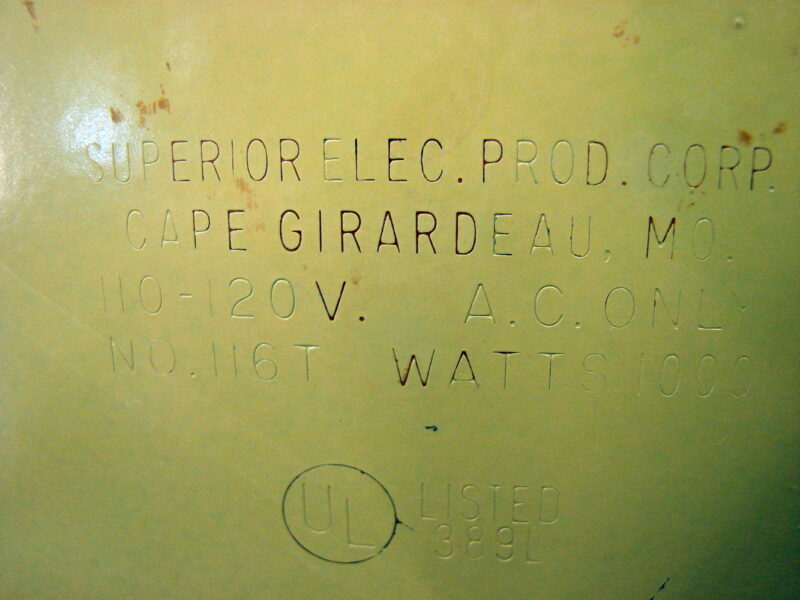 SUPERIOR ELEC. PROD. CORP.
CAPE GIRARDEAU, MO.
110-120V. A.C. ONLY
NO. 116T WATTS 1000
UL LISTED
389L